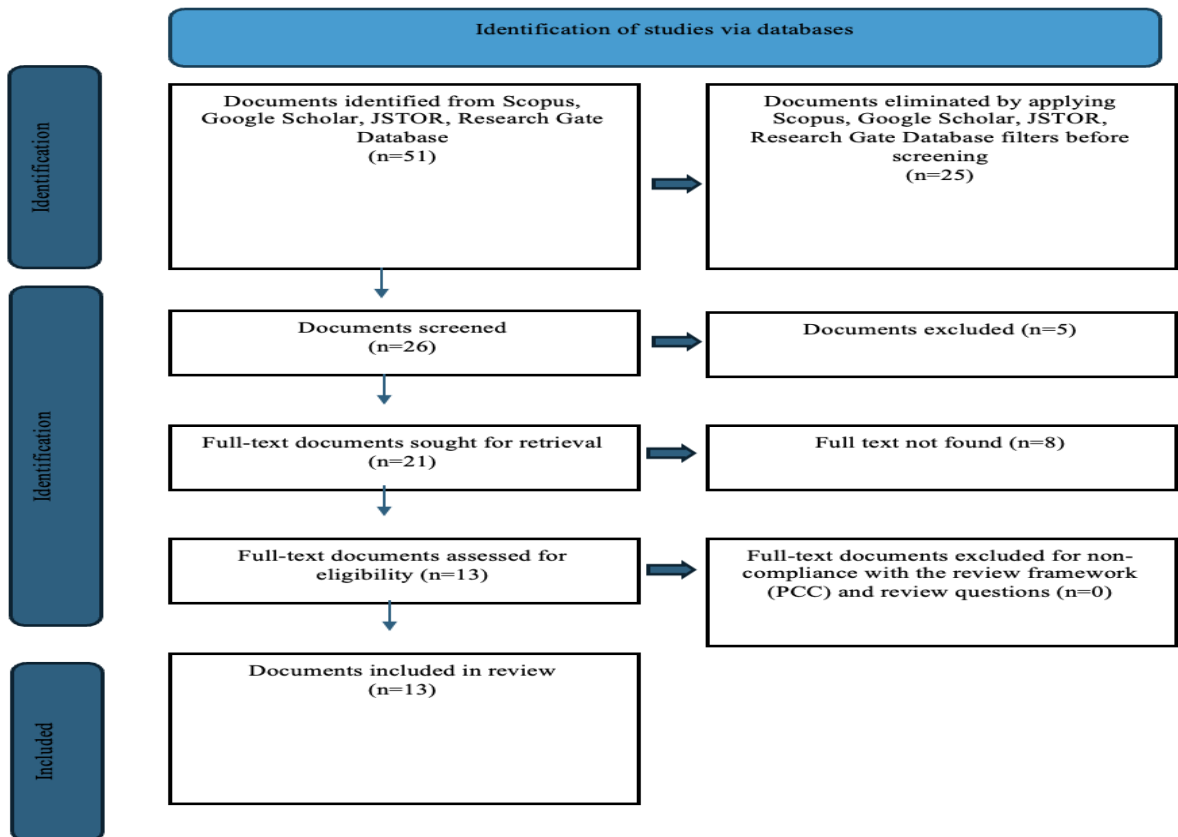 Identification of studies via databases
Identification
Documents identified from Scopus,
Google Scholar, JSTOR, Research Gate
Database
(n=51)
Documents eliminated by applying
Scopus, Google Scholar, JSTOR,
Research Gate Database filters before
screening
(n=25)
Identification
Documents screened
(n=26)
Documents excluded (n=5)
Full-text documents sought for retrieval
(n=21)
Full text not found (n=8)
Full-text documents assessed for
eligibility (n=13)
Full-text documents excluded for non-
compliance with the review framework
(PCC) and review questions (n=0)
Included
Documents included in review
(n=13)